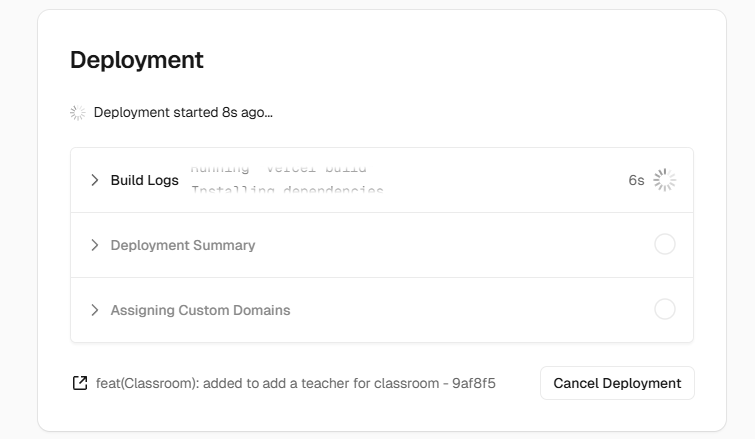 Deployment
Deployment started 8s ago...
Running "vercel build"
Build Logs
Installing dependencies
6s
Deployment Summary
Assigning Custom Domains
feat(Classroom): added to add a teacher for classroom - 9af8f5
Cancel Deployment